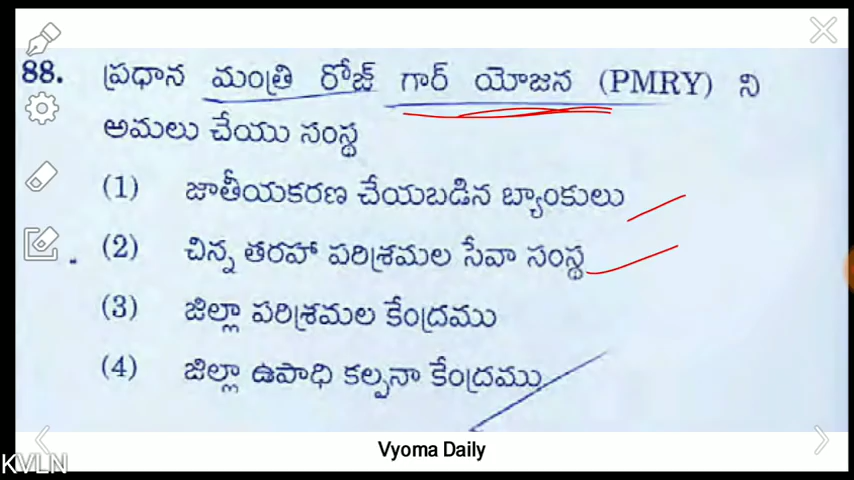 88. ప్రధాన మంత్రి రోజ్ గార్ యోజన (PMRY) ని
అమలు చేయు సంస్థ
(1) జాతీయకరణ చేయబడిన బ్యాంకులు
(2) చిన్న తరహా పరిశ్రమల సేవా సంస్థ
(3) జిల్లా పరిశ్రమల కేంద్రము
(4) జిల్లా ఉపాధి కల్పనా కేంద్రము
Vyoma Daily
KVLN